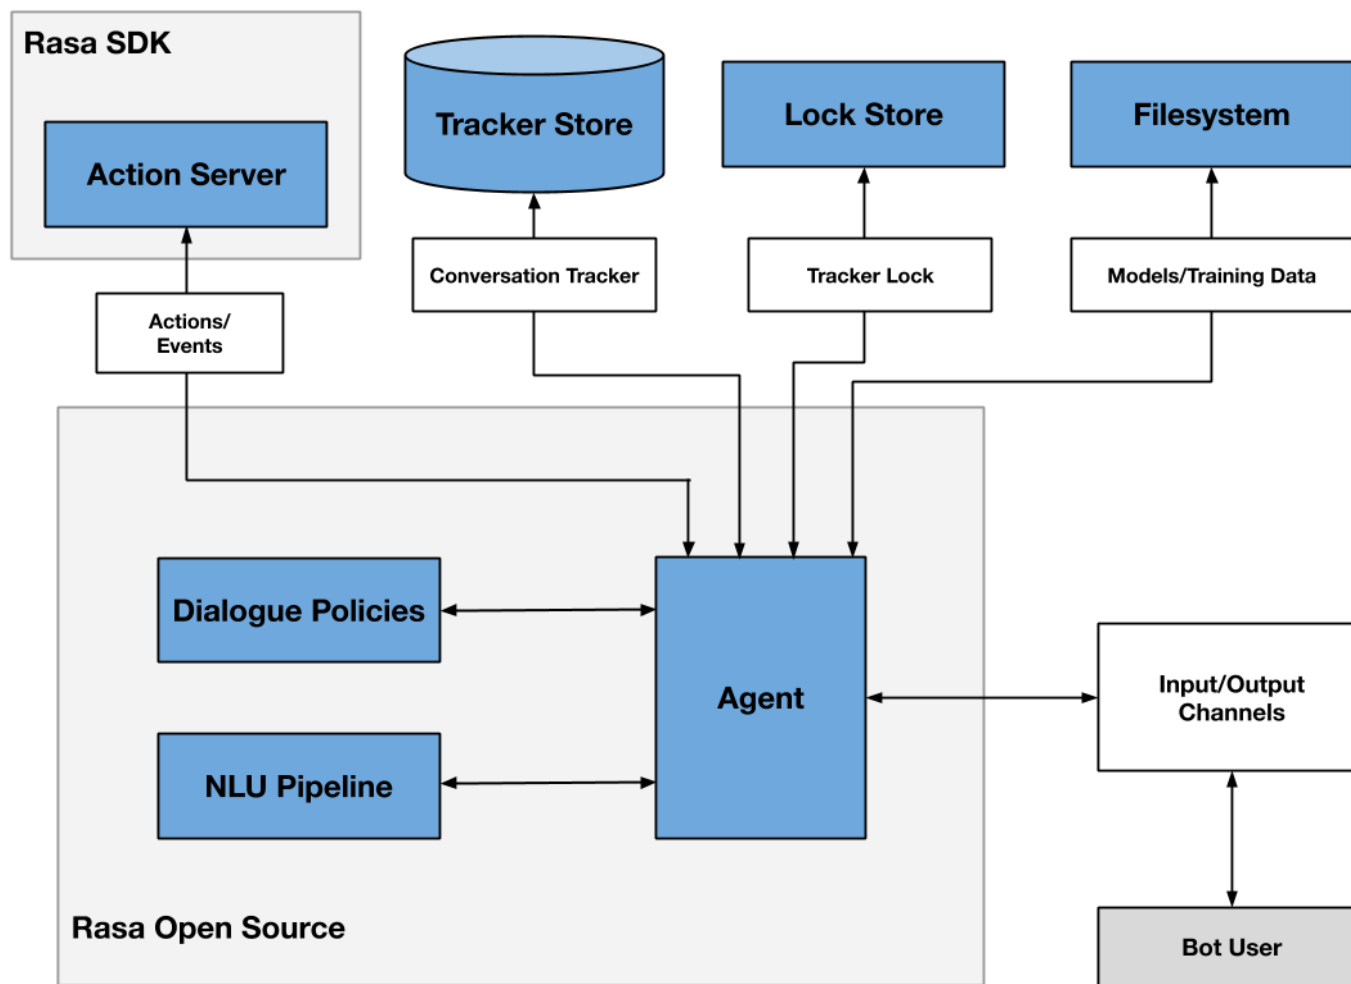 Rasa SDK
Action Server
Tracker Store
Lock Store
Filesystem
Actions/
Events
Conversation Tracker
Tracker Lock
Models/Training Data
Dialogue Policies
NLU Pipeline
Agent
Input/Output
Channels
Rasa Open Source
Bot User